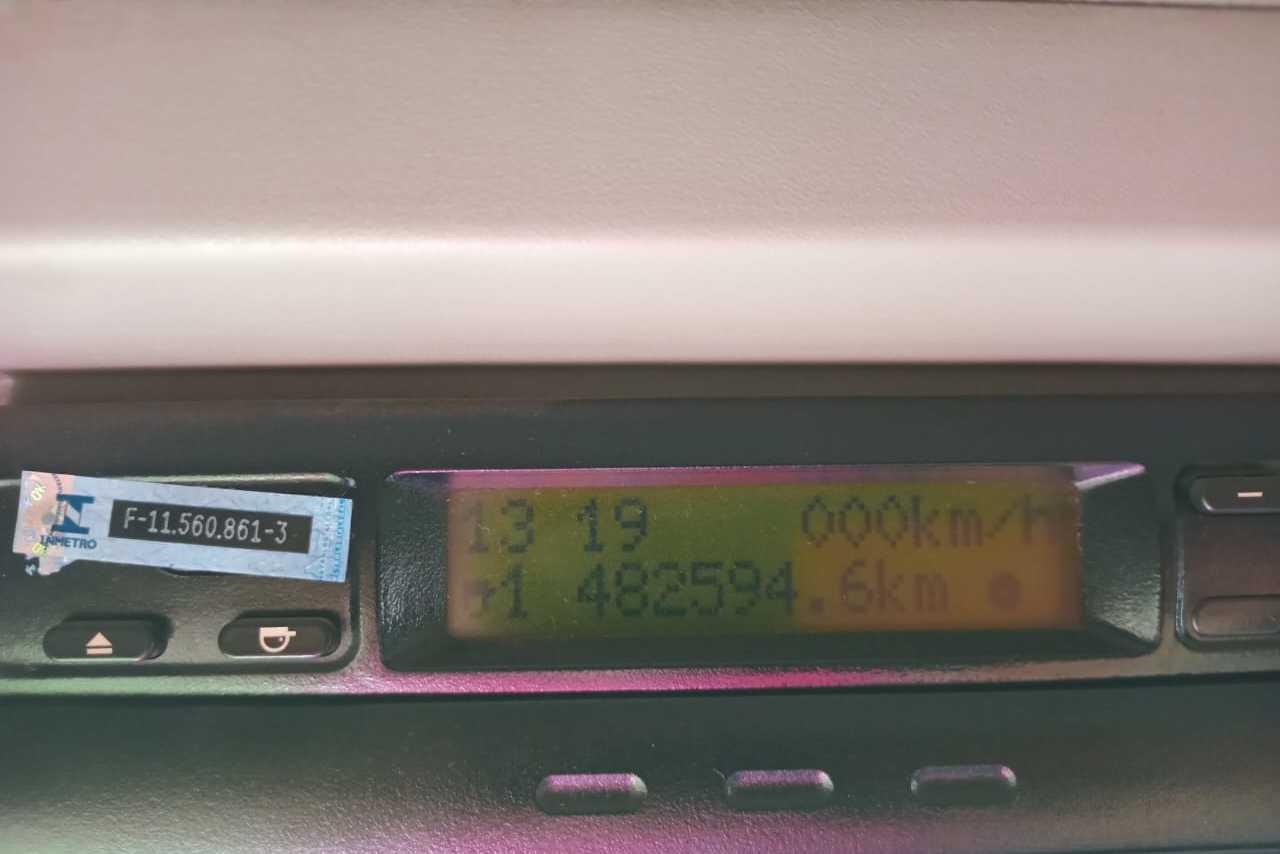 INMETRO
F-11.560.861-3
13 19 000km/h
1 482594.6km